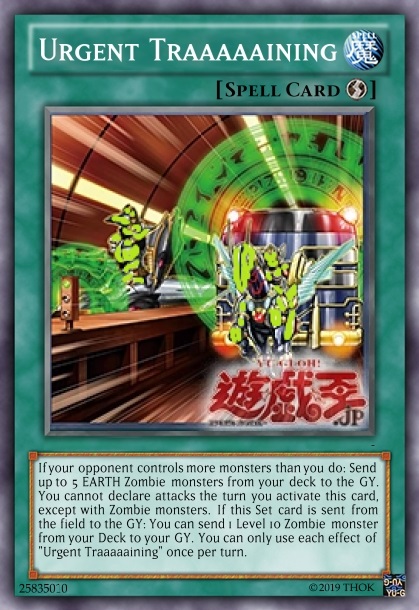 URGENT TRAAAAAINING
魔
[SPELL CARD ]
YU-GI-OH!
遊戯王
.JP
If your opponent controls more monsters than you do: Send
up to 5 EARTH Zombie monsters from your deck to the GY.
You cannot declare attacks the turn you activate this card,
except with Zombie monsters. If this Set card is sent from
the field to the GY: You can send 1 Level 10 Zombie monster
from your Deck to your GY. You can only use each effect of
"Urgent Traaaaaining" once per turn.
25835010
©2019 THOK